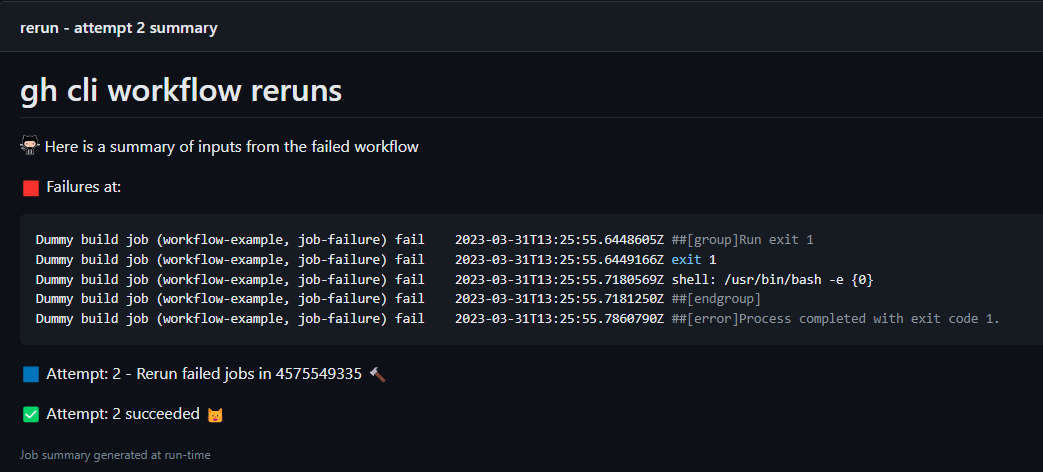 rerun - attempt 2 summary
gh cli workflow reruns
Here is a summary of inputs from the failed workflow
Failures at:
Dummy build job (workflow-example, job-failure) fail    2023-03-31T13:25:55.6448605Z ##[group]Run exit 1
Dummy build job (workflow-example, job-failure) fail    2023-03-31T13:25:55.6449166Z exit 1
Dummy build job (workflow-example, job-failure) fail    2023-03-31T13:25:55.7180569Z shell: /usr/bin/bash -e {0}
Dummy build job (workflow-example, job-failure) fail    2023-03-31T13:25:55.7181250Z ##[endgroup]
Dummy build job (workflow-example, job-failure) fail    2023-03-31T13:25:55.7860790Z ##[error]Process completed with exit code 1.
Attempt: 2 - Rerun failed jobs in 4575549335
Attempt: 2 succeeded
Job summary generated at run-time